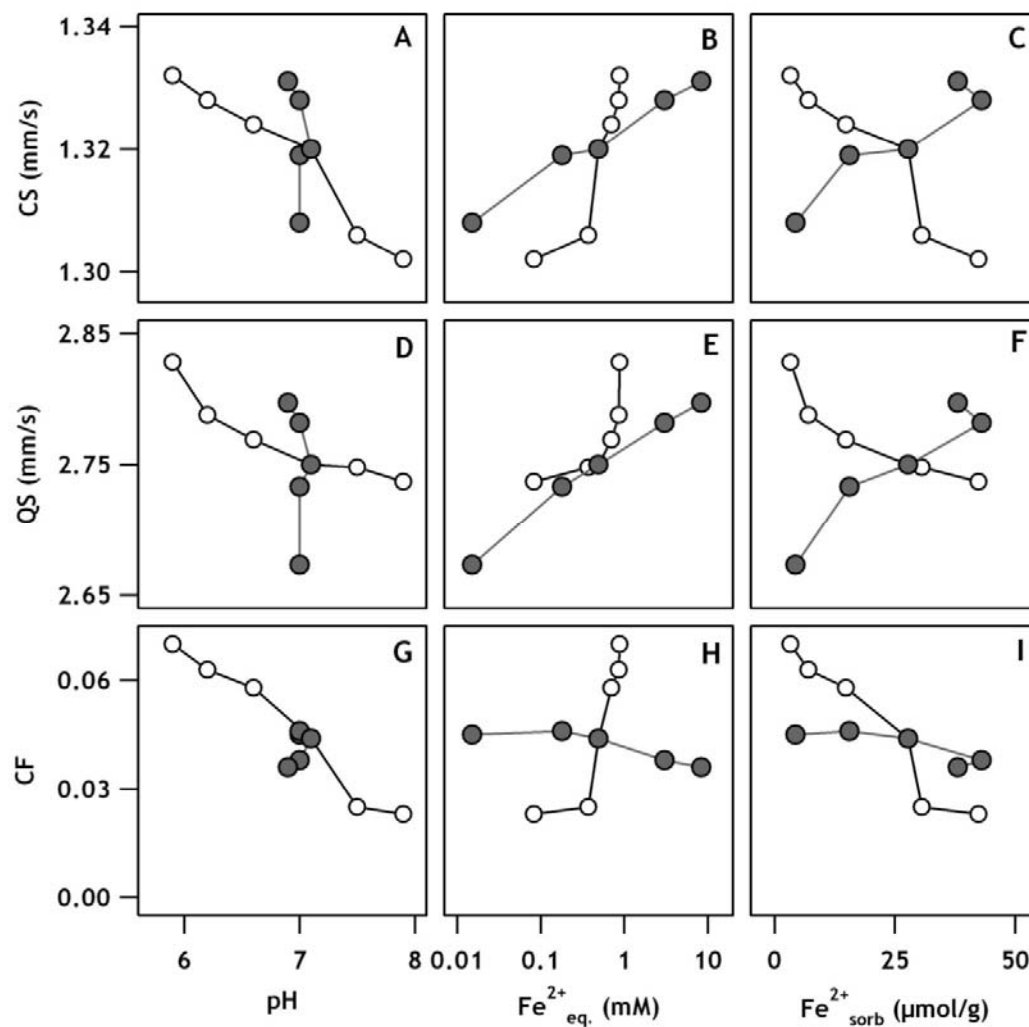 1.34
A
B
C
CS (mm/s)
1.32
1.30
2.85
D
E
F
QS (mm/s)
2.75
2.65
G
H
I
0.06
CF
0.03
0.00
6 7 8 0.01 0.1 1 10 0 25 50
pH Fe²⁺eq. (mM) Fe²⁺sorb (µmol/g)